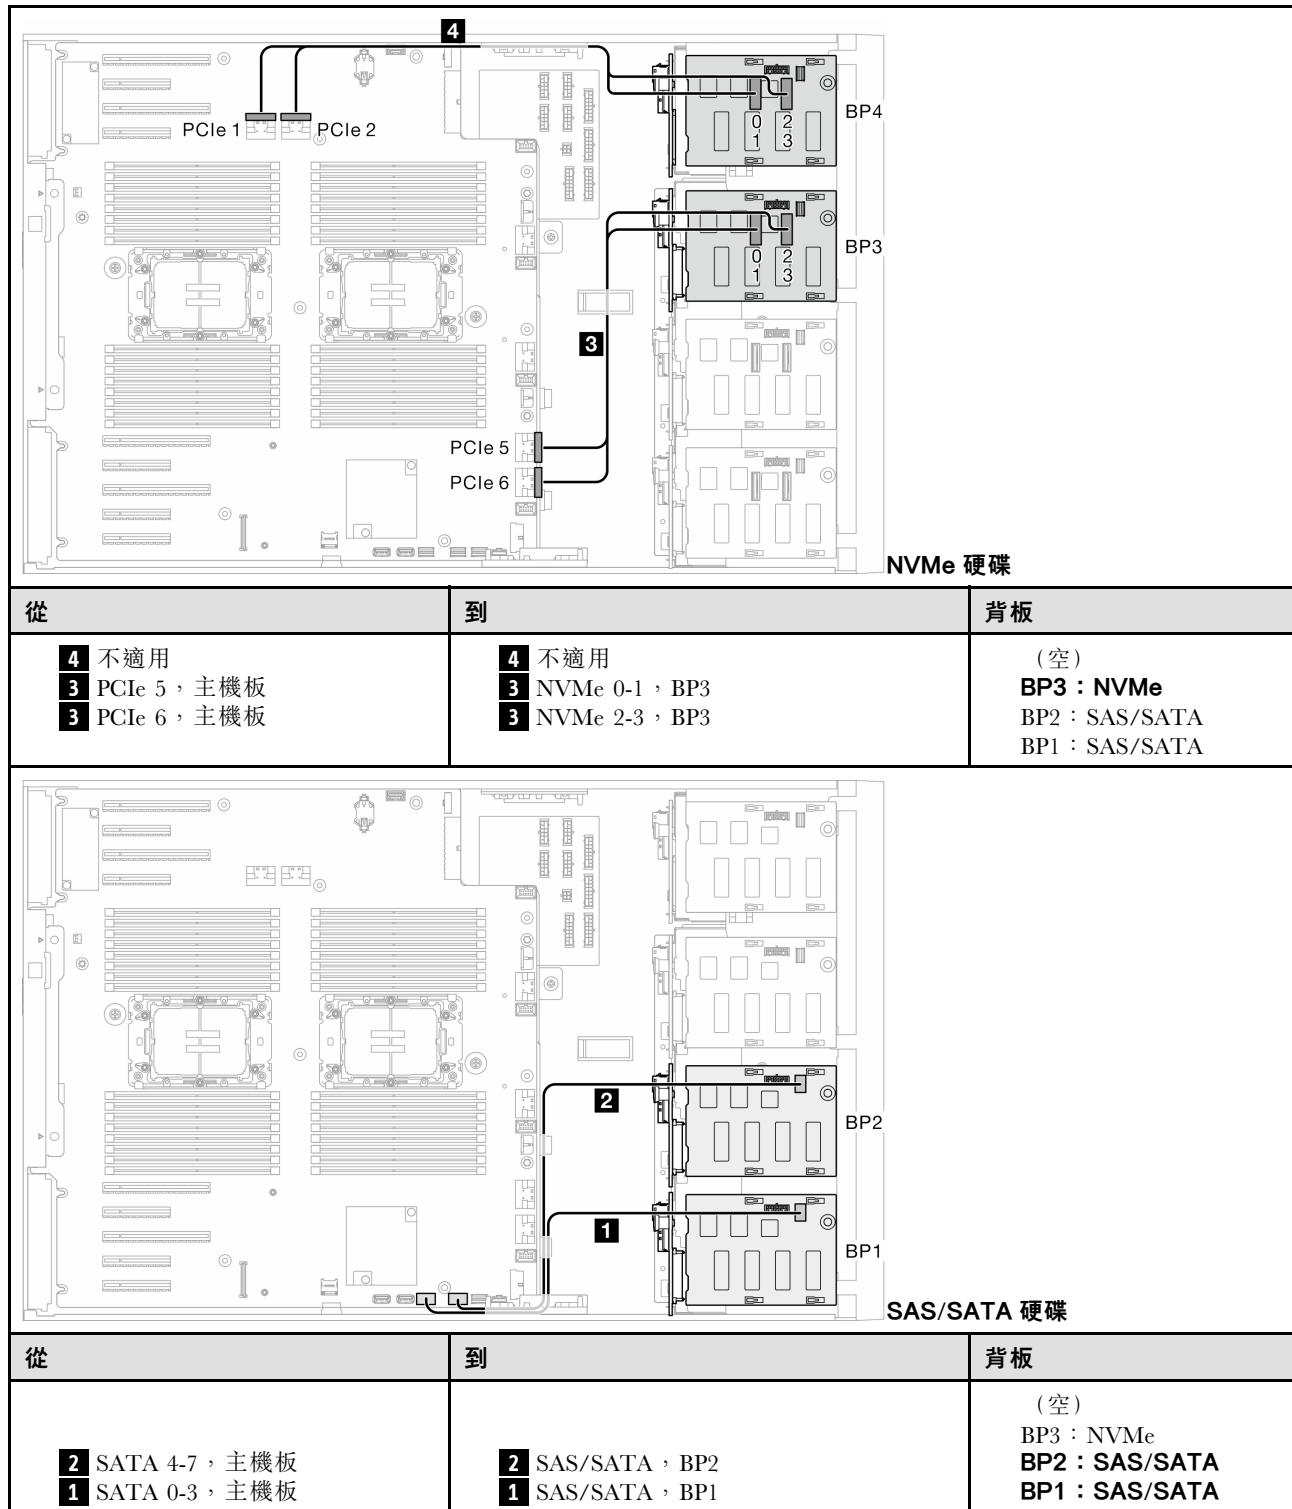 4
PCIe 1
PCIe 2
0
1
2
3
BP4
0
1
2
3
BP3
3
PCIe 5
PCIe 6
NVMe 硬碟
從 到 背板
4 不適用 4 不適用 (空)
3 PCIe 5，主機板 3 NVMe 0-1，BP3 BP3：NVMe
3 PCIe 6，主機板 3 NVMe 2-3，BP3 BP2：SAS/SATA
BP1：SAS/SATA
2
BP2
1
BP1
SAS/SATA 硬碟
從 到 背板
(空)
BP3：NVMe
2 SATA 4-7，主機板 2 SAS/SATA，BP2 BP2：SAS/SATA
1 SATA 0-3，主機板 1 SAS/SATA，BP1 BP1：SAS/SATA